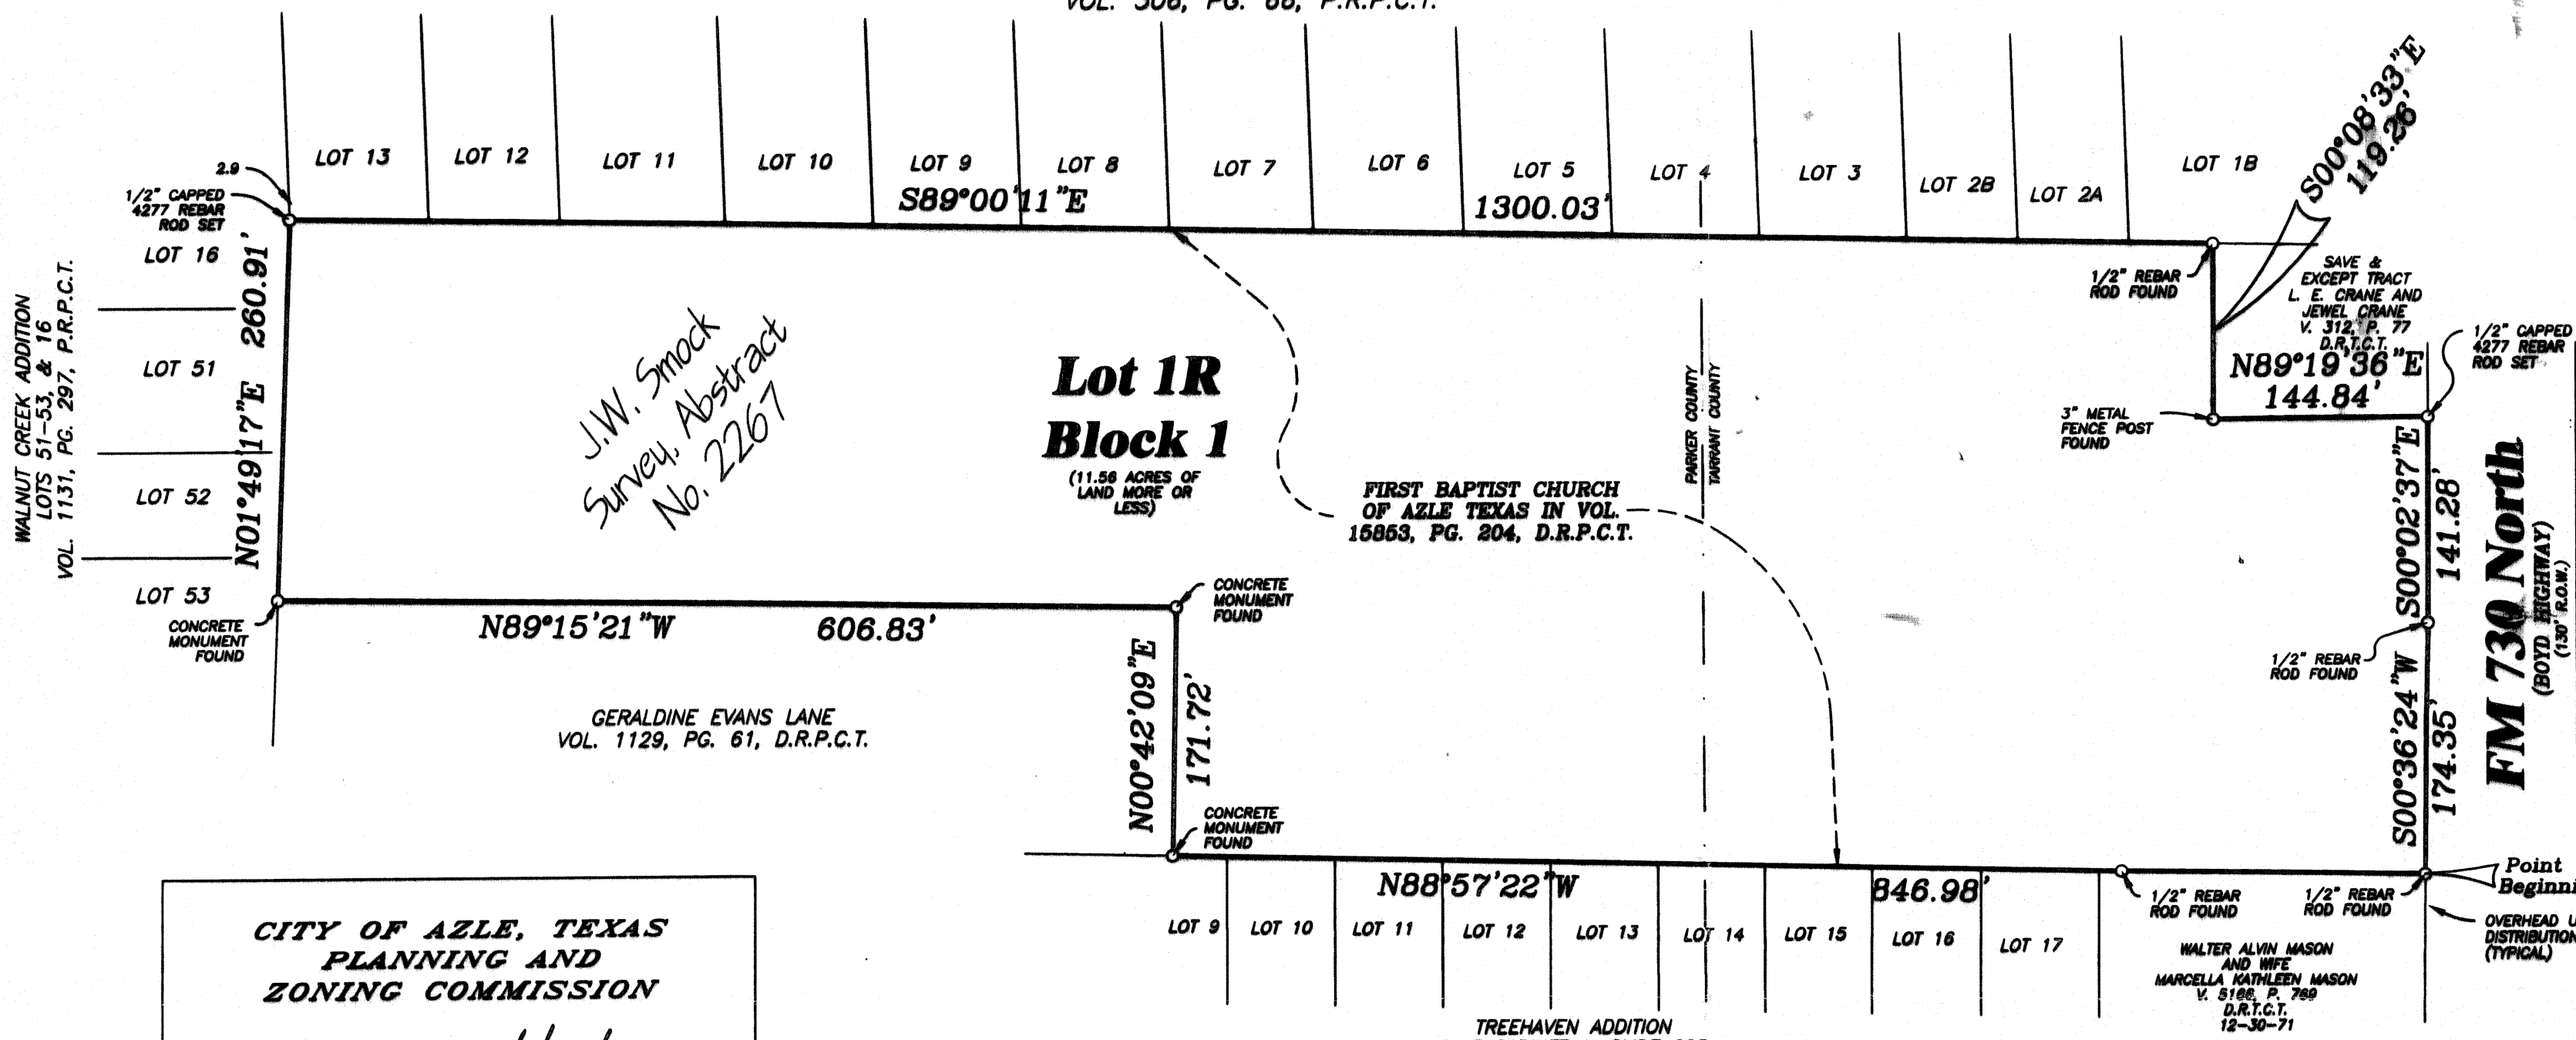 VOL. 306, PG. 66, P.R.P.C.T.
S00°08'33"E
119.26'
LOT 13
LOT 12
LOT 11
LOT 10
LOT 9
LOT 8
LOT 7
LOT 6
LOT 5
LOT 4
LOT 3
LOT 2B
LOT 2A
LOT 1B
2.9
1/2" CAPPED
4277 REBAR
ROD SET
S89°00'11"E
1300.03'
LOT 16
LOT 51
LOT 52
LOT 53
WALNUT CREEK ADDITION
LOTS 51-53, & 16
VOL. 1131, PG. 297, P.R.P.C.T.
N01°49'17"E 260.91'
J.W. Smock
Survey, Abstract
No. 2267
Lot 1R
Block 1
(11.56 ACRES OF
LAND MORE OR
LESS)
FIRST BAPTIST CHURCH
OF AZLE TEXAS IN VOL.
15853, PG. 204, D.R.P.C.T.
PARKER COUNTY
TARRANT COUNTY
1/2" REBAR
ROD FOUND
SAVE &
EXCEPT TRACT
L. E. CRANE AND
JEWEL CRANE
V. 312, P. 77
D.R.T.C.T.
N89°19'36"E
144.84'
1/2" CAPPED
4277 REBAR
ROD SET
3" METAL
FENCE POST
FOUND
S00°02'37"E
141.28'
FM 730 North
(BOYD HIGHWAY)
(130' R.O.W.)
1/2" REBAR
ROD FOUND
S00°36'24"W
174.35'
CONCRETE
MONUMENT
FOUND
N89°15'21"W 606.83'
CONCRETE
MONUMENT
FOUND
GERALDINE EVANS LANE
VOL. 1129, PG. 61, D.R.P.C.T.
N00°42'09"E
171.72'
CONCRETE
MONUMENT
FOUND
N88°57'22"W
846.98'
1/2" REBAR
ROD FOUND
1/2" REBAR
ROD FOUND
Point
Beginni
OVERHEAD U
DISTRIBUTION
(TYPICAL)
LOT 9
LOT 10
LOT 11
LOT 12
LOT 13
LOT 14
LOT 15
LOT 16
LOT 17
WALTER ALVIN MASON
AND WIFE
MARCELLA KATHLEEN MASON
V. 5166, P. 769
D.R.T.C.T.
12-30-71
TREEHAVEN ADDITION
CITY OF AZLE, TEXAS
PLANNING AND
ZONING COMMISSION